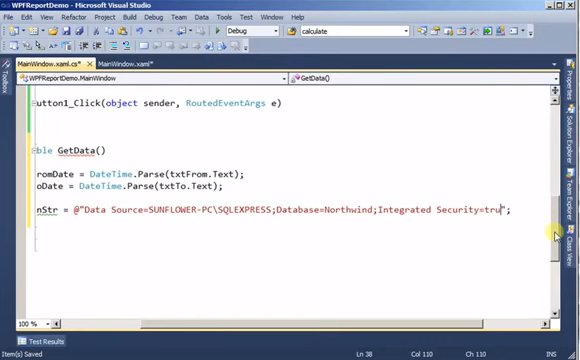 WPFReportDemo - Microsoft Visual Studio
File Edit View Refactor Project Build Debug Team Data Tools Test Window Help
Debug calculate
MainWindow.xaml.cs* MainWindow.xaml*
WPFReportDemo.MainWindow GetData()
utton1_Click(object sender, RoutedEventArgs e)
ble GetData()
romDate = DateTime.Parse(txtFrom.Text);
oDate = DateTime.Parse(txtTo.Text);
nStr = @"Data Source=SUNFLOWER-PC\SQLEXPRESS;Database=Northwind;Integrated Security=tru";
100 %
Test Results
Item(s) Saved Ln 38 Col 110 Ch 110 INS
Toolbox
Properties
Solution Explorer
Team Explorer
Class View